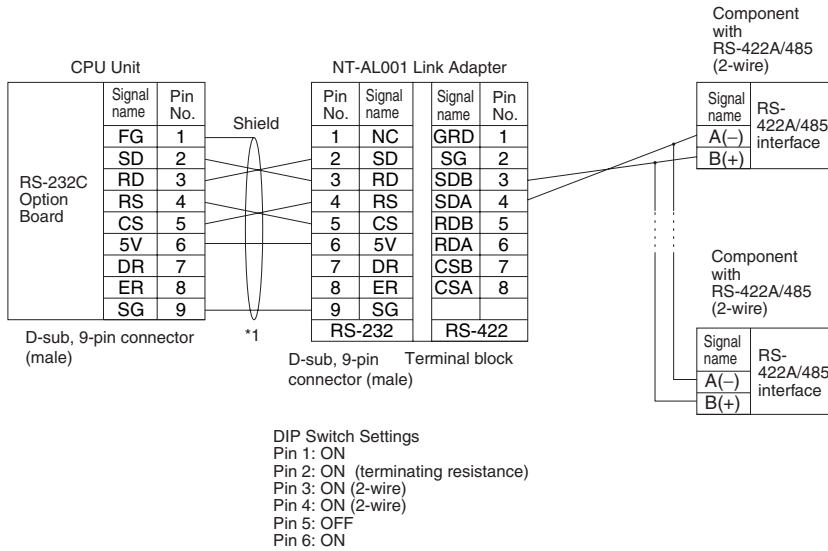 Component
with
RS-422A/485
(2-wire)
CPU Unit
NT-AL001 Link Adapter
Signal name Pin No.
Shield
Pin No. Signal name
Signal name Pin No.
Signal name
RS-422A/485 interface
A(−)
B(+)
RS-232C
Option
Board
FG 1
SD 2
RD 3
RS 4
CS 5
5V 6
DR 7
ER 8
SG 9
1 NC
2 SD
3 RD
4 RS
5 CS
6 5V
7 DR
8 ER
9 SG
RS-232
GRD 1
SG 2
SDB 3
SDA 4
RDB 5
RDA 6
CSB 7
CSA 8
RS-422
*1
D-sub, 9-pin connector
(male)
D-sub, 9-pin
connector (male)
Terminal block
Component
with
RS-422A/485
(2-wire)
Signal name
RS-422A/485 interface
A(−)
B(+)
DIP Switch Settings
Pin 1: ON
Pin 2: ON (terminating resistance)
Pin 3: ON (2-wire)
Pin 4: ON (2-wire)
Pin 5: OFF
Pin 6: ON